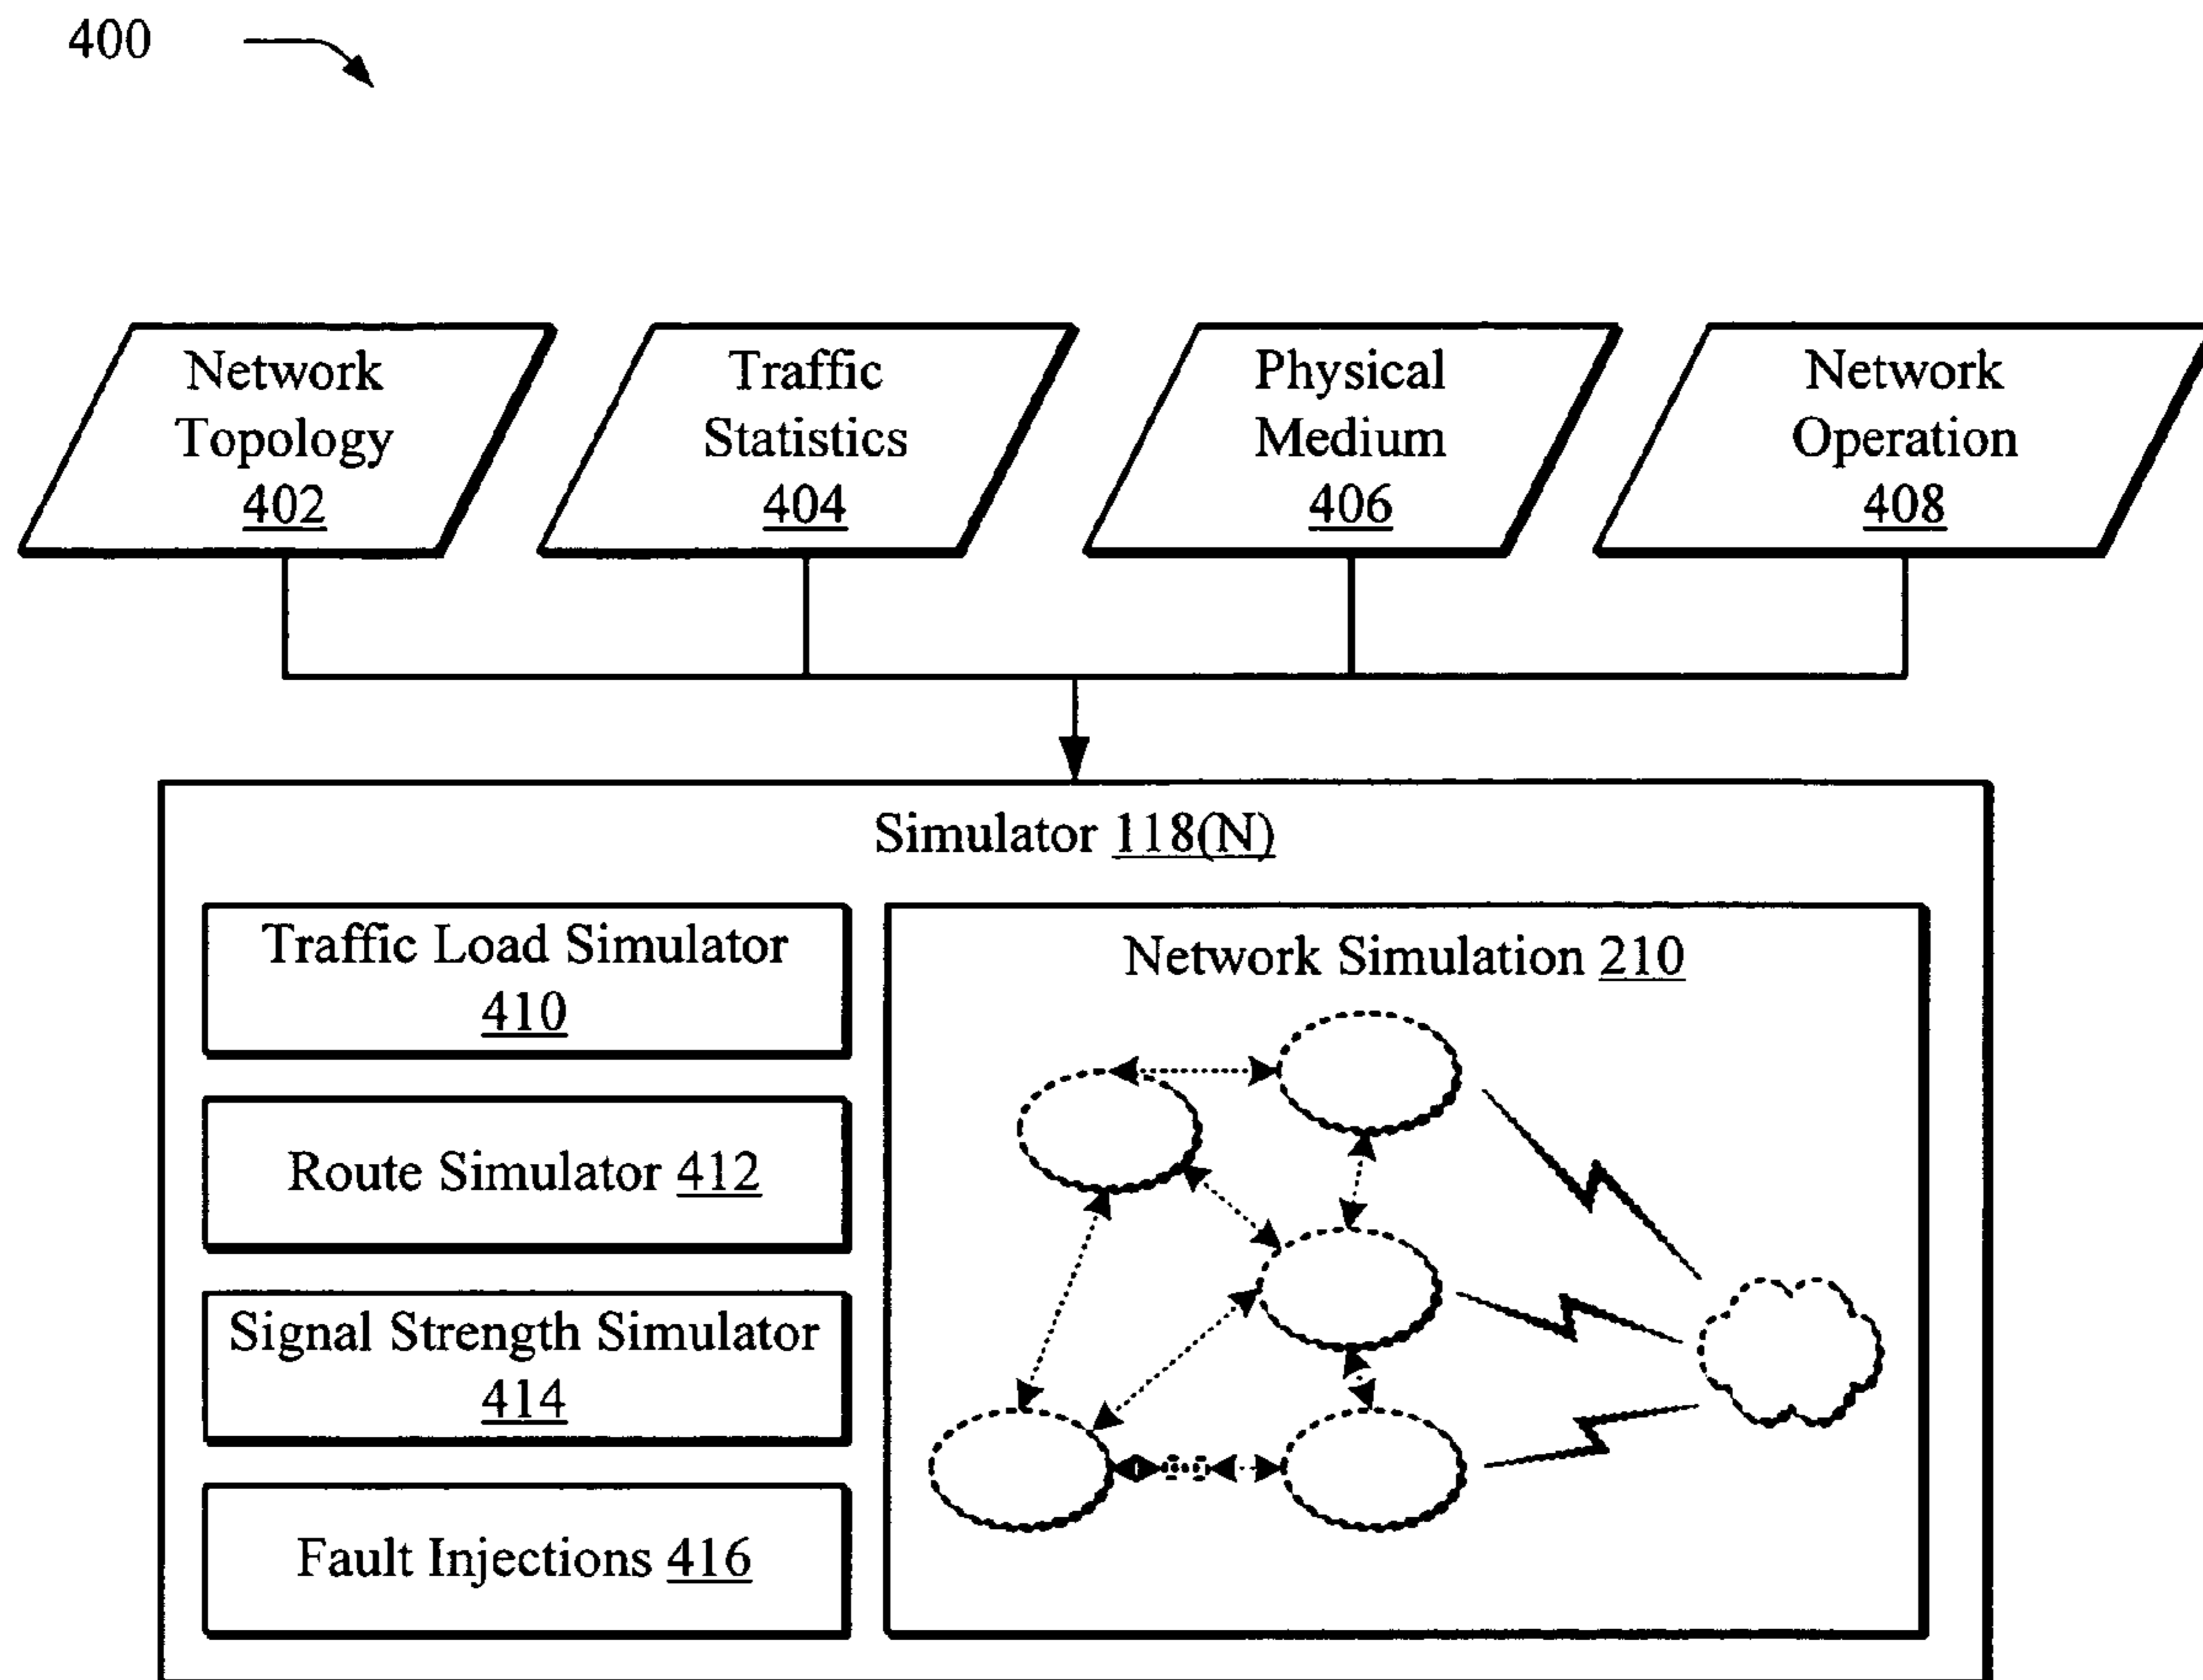 400
Network
Topology
402
Traffic
Statistics
404
Physical
Medium
406
Network
Operation
408
Simulator 118(N)
Traffic Load Simulator
410
Route Simulator 412
Signal Strength Simulator
414
Fault Injections 416
Network Simulation 210